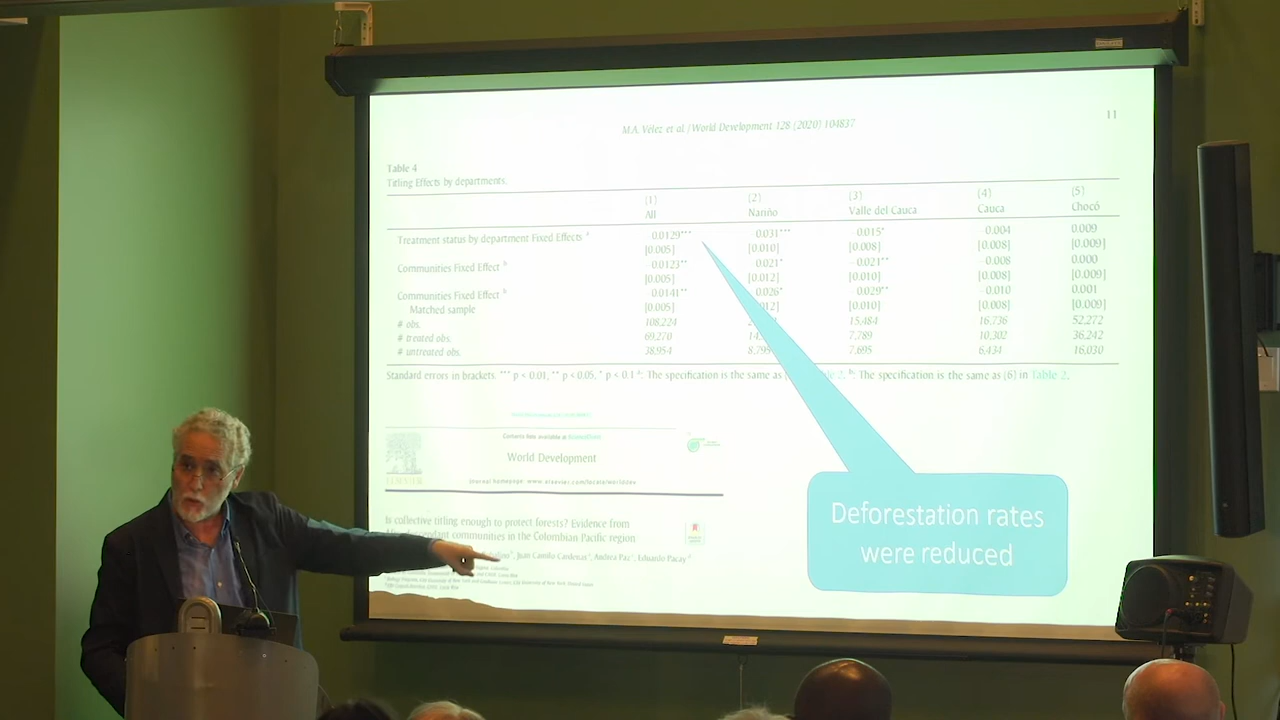 11
M.A. Vélez et al. / World Development 128 (2020) 104837
Table 4
Titling Effects by departments.
(1) (2) (3) (4) (5)
All Nariño Valle del Cauca Cauca Chocó
Treatment status by department Fixed Effects a 0.0129*** 0.031*** 0.015* −0.004 0.009
[0.005] [0.010] [0.008] [0.008] [0.009]
Communities Fixed Effect b −0.0123** 0.021* −0.021** −0.008 0.000
[0.005] [0.012] [0.010] [0.008] [0.009]
Communities Fixed Effect b −0.0141** 0.026* −0.029** −0.010 0.001
Matched sample [0.005] [0.010] [0.008] [0.009]
# obs. 108,224 15,484 16,736 52,272
# treated obs. 69,270 7,789 10,302 36,242
# untreated obs. 38,954 8,799 7,695 6,434 16,030
Standard errors in brackets. *** p < 0.01, ** p < 0.05, * p < 0.1 a: The specification is the same as 2. b: The specification is the same as (6) in Table 2.
Contents lists available at ScienceDirect
World Development
ELSEVIER
journal homepage: www.elsevier.com/locate/worlddev
Is collective titling enough to protect forests? Evidence from
communities in the Colombian Pacific region
Juan Camilo Cárdenas, Andrea Paz, Eduardo Pacay
Deforestation rates
were reduced